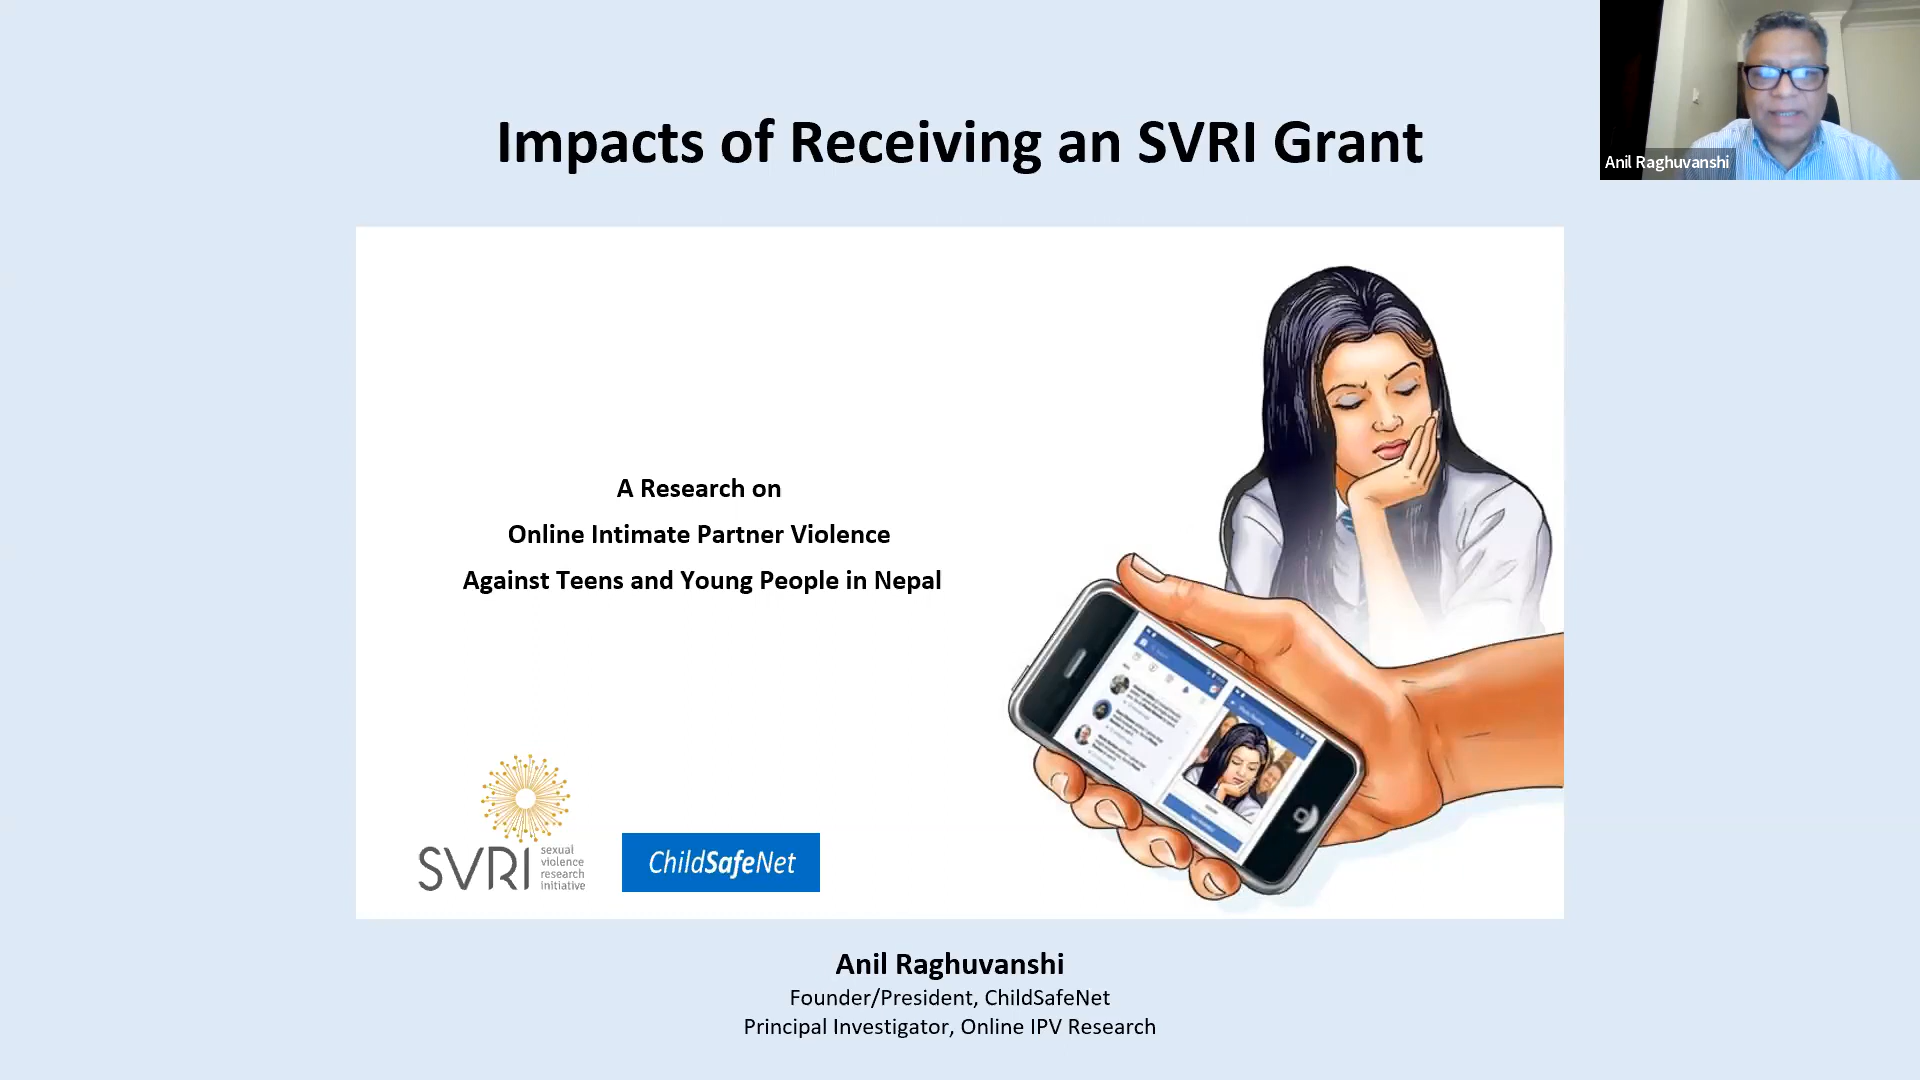 Impacts of Receiving an SVRI Grant
Anil Raghuvanshi
A Research on
Online Intimate Partner Violence
Against Teens and Young People in Nepal
SVRI
sexual
violence
research
initiative
ChildSafeNet
Anil Raghuvanshi
Founder/President, ChildSafeNet
Principal Investigator, Online IPV Research